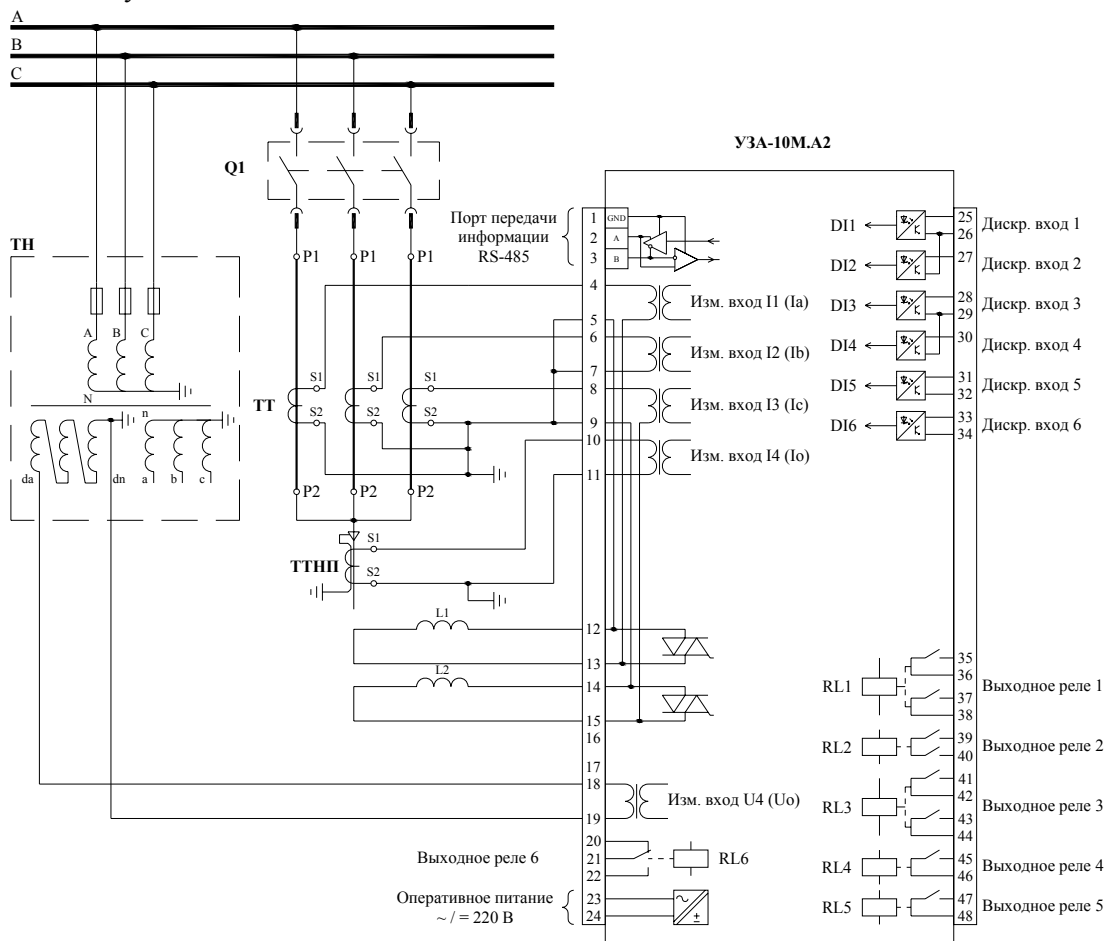 A
B
C
УЗА-10М.А2
Q1
ТН
A
B
C
N
n
da
dn
a
b
c
P1
P1
P1
ТТ
S1
S2
S1
S2
S1
S2
P2
P2
P2
ТТНП
S1
S2
L1
L2
Порт передачи
информации
RS-485
1
GND
2
A
3
B
4
Изм. вход I1 (Ia)
5
6
Изм. вход I2 (Ib)
7
8
Изм. вход I3 (Ic)
9
10
Изм. вход I4 (Io)
11
12
13
14
15
16
17
18
Изм. вход U4 (Uo)
19
20
Выходное реле 6
21
RL6
22
Оперативное питание
~ / = 220 В
23
24
DI1
25
26
Дискр. вход 1
DI2
27
Дискр. вход 2
DI3
28
29
Дискр. вход 3
DI4
30
Дискр. вход 4
DI5
31
32
Дискр. вход 5
DI6
33
34
Дискр. вход 6
RL1
35
36
37
38
Выходное реле 1
RL2
39
40
Выходное реле 2
RL3
41
42
43
44
Выходное реле 3
RL4
45
46
Выходное реле 4
RL5
47
48
Выходное реле 5